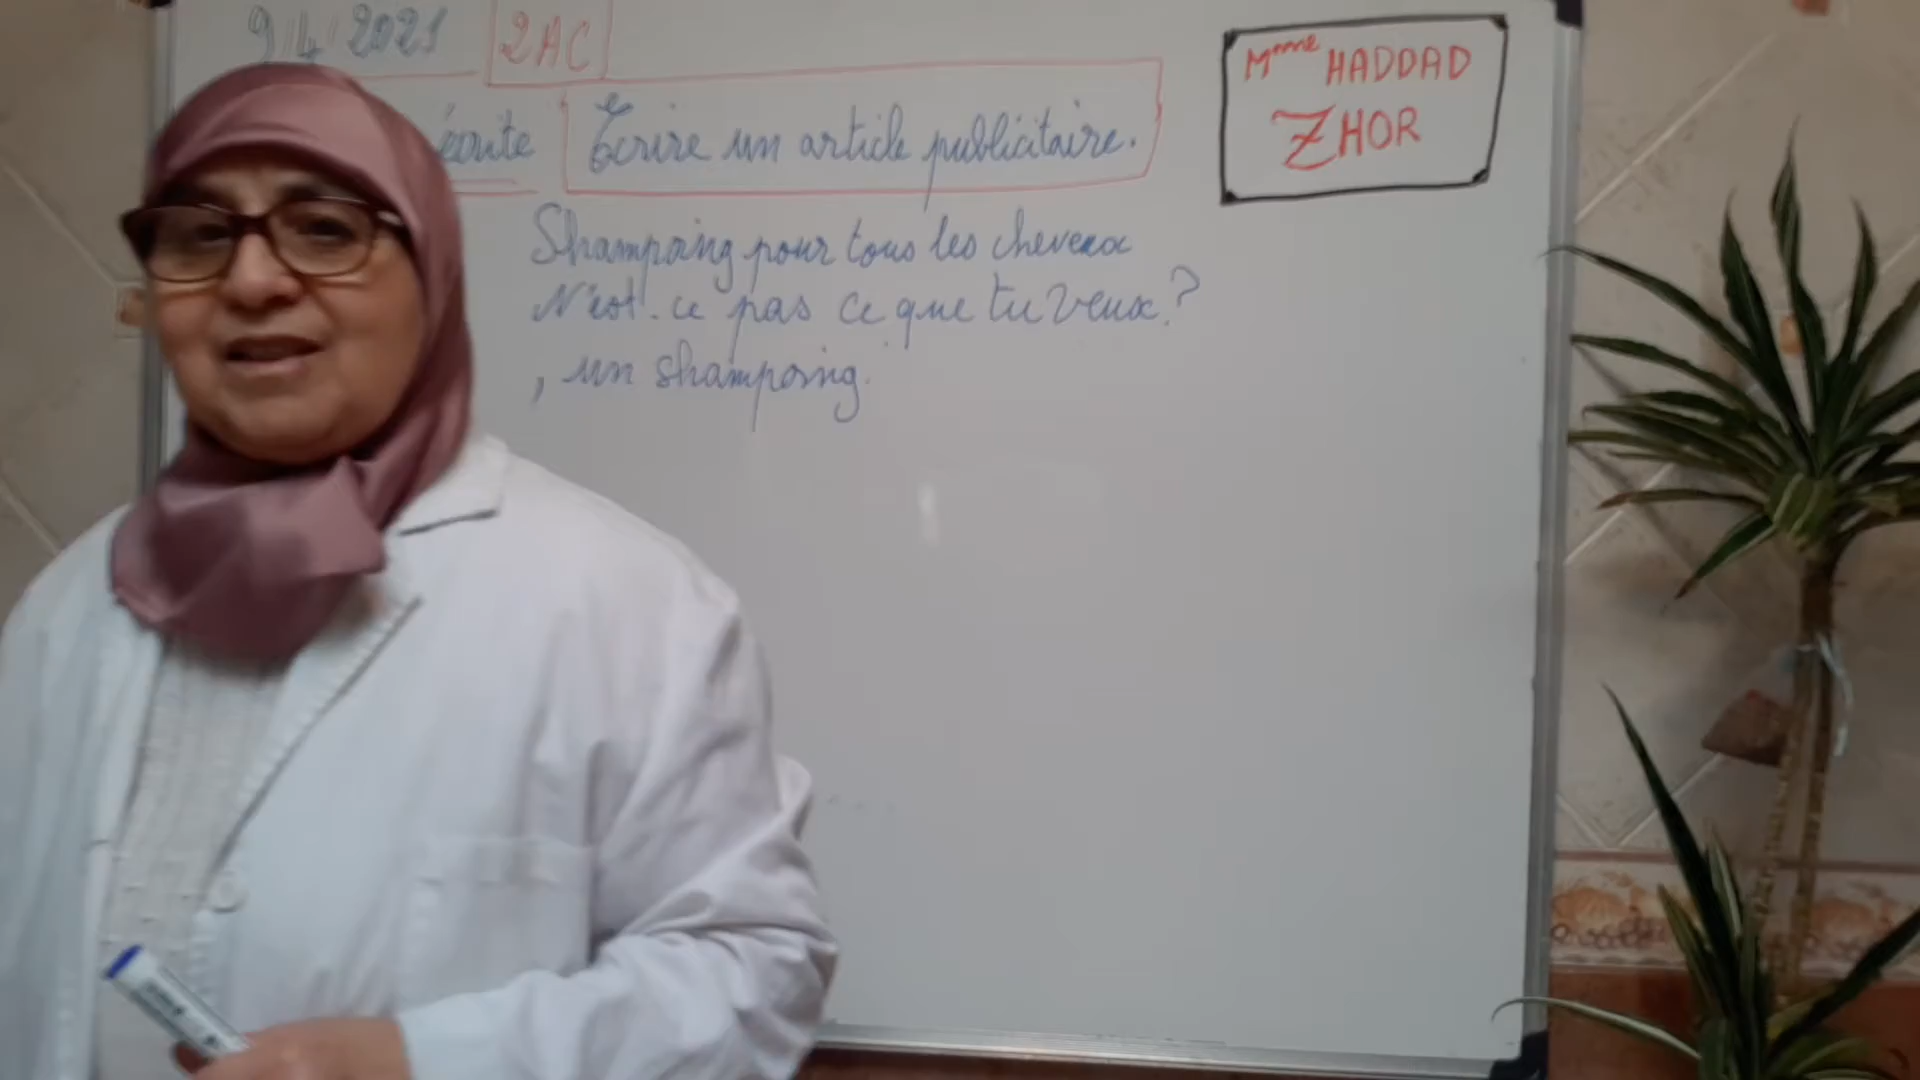 9/4/2021 2AC
écrite Écrire un article publicitaire.
Shampoing pour tous les cheveux
N'est-ce pas ce que tu veux?
, un shampoing.
Mme HADDAD
ZHOR